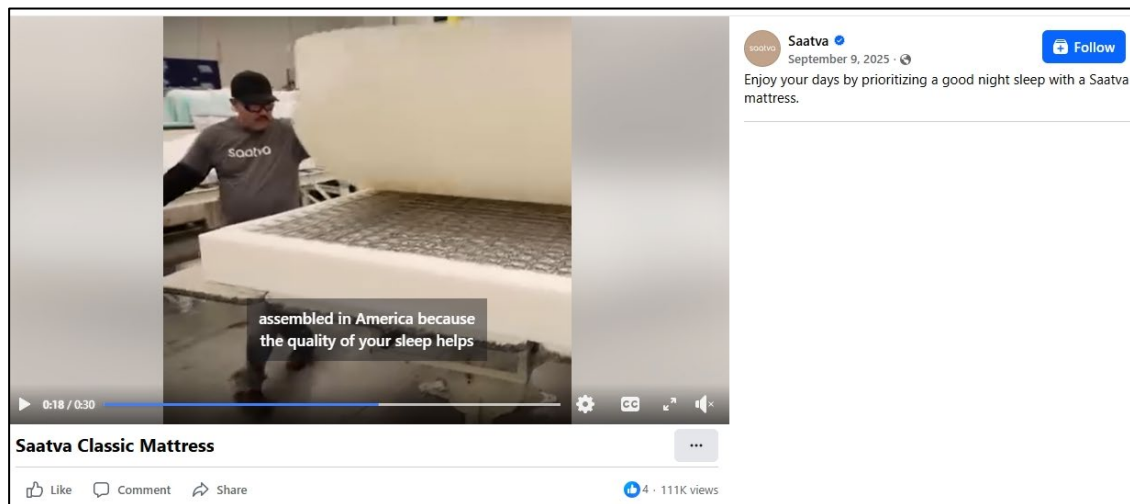 saatva
assembled in America because
the quality of your sleep helps
0:18 / 0:30
CC
Saatva Classic Mattress
...
Like
Comment
Share
4 · 111K views
saatva
Saatva
September 9, 2025 ·
Follow
Enjoy your days by prioritizing a good night sleep with a Saatva
mattress.